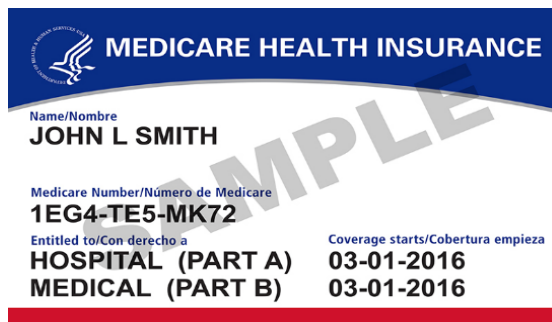 MEDICARE HEALTH INSURANCE
Name/Nombre
JOHN L SMITH
SAMPLE
Medicare Number/Número de Medicare
1EG4-TE5-MK72
Entitled to/Con derecho a Coverage starts/Cobertura empieza
HOSPITAL (PART A) 03-01-2016
MEDICAL (PART B) 03-01-2016